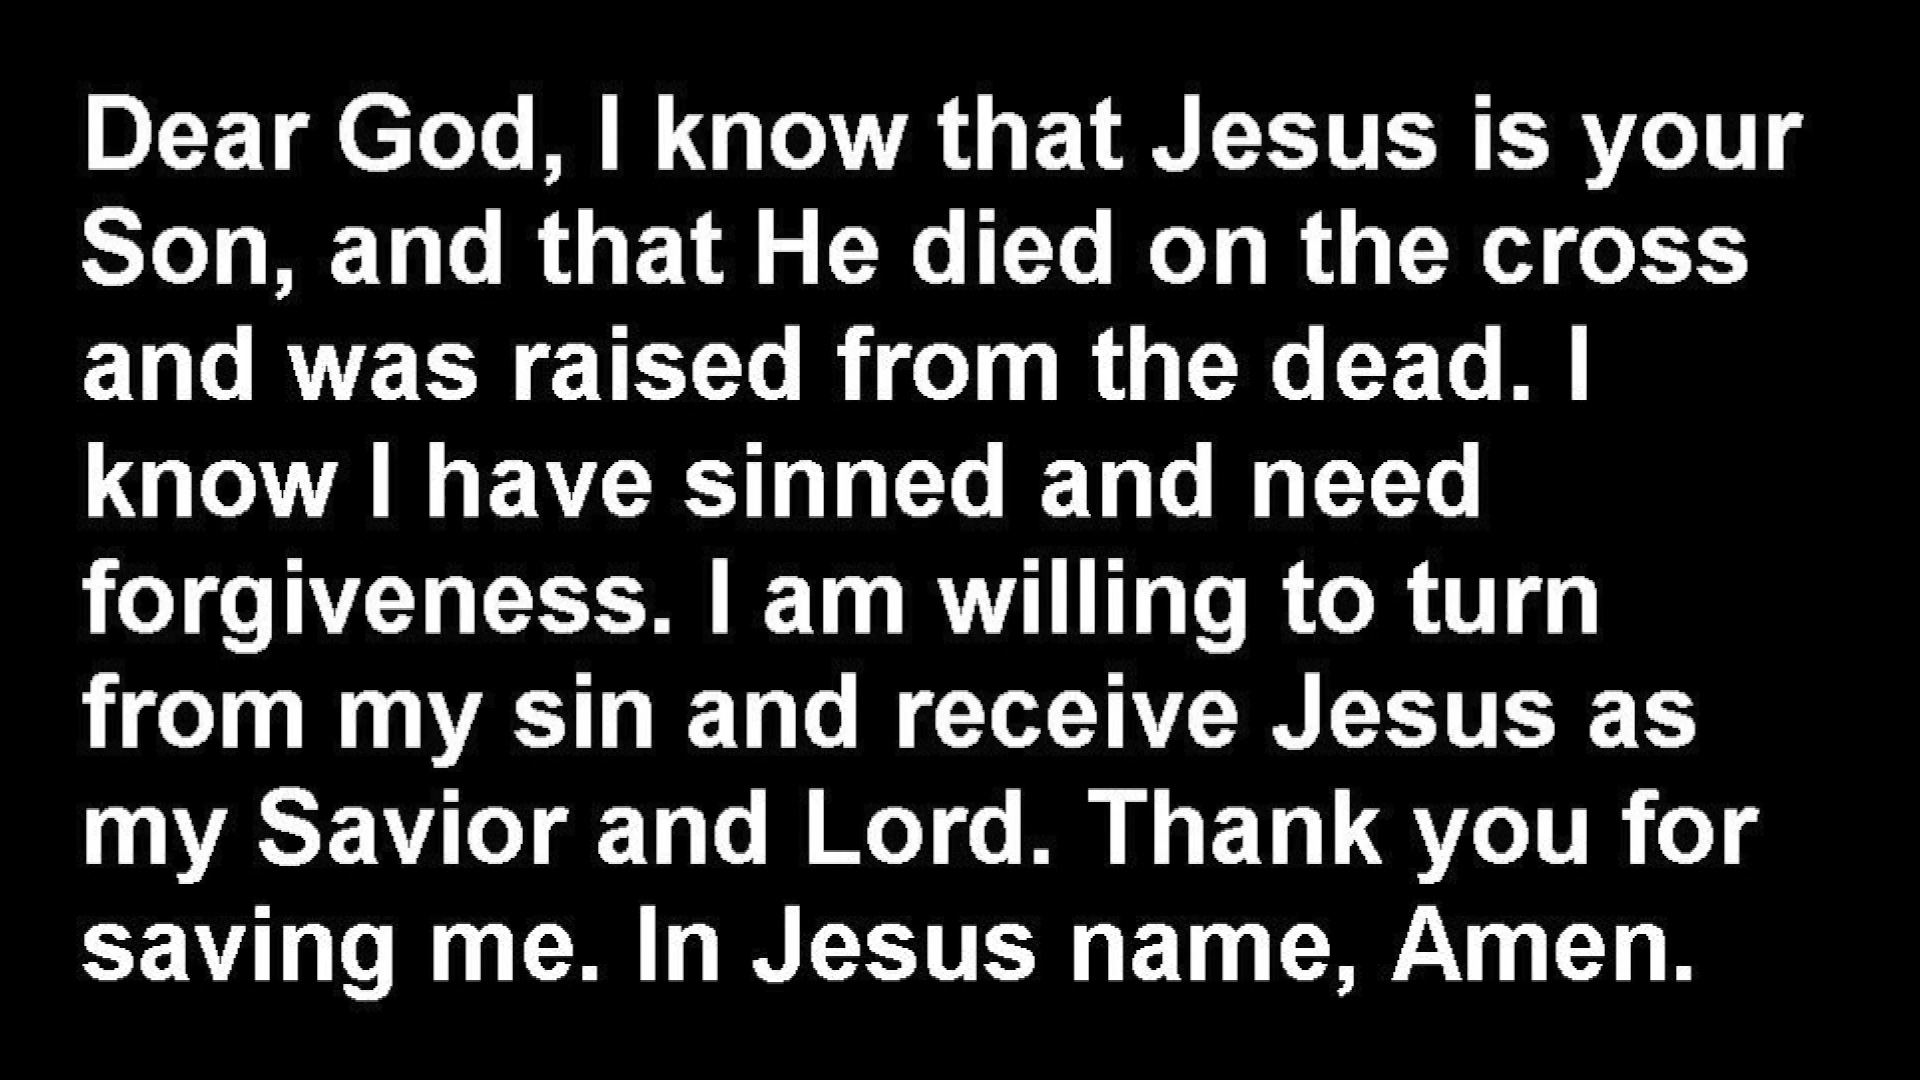 Dear God, I know that Jesus is your
Son, and that He died on the cross
and was raised from the dead. I
know I have sinned and need
forgiveness. I am willing to turn
from my sin and receive Jesus as
my Savior and Lord. Thank you for
saving me. In Jesus name, Amen.